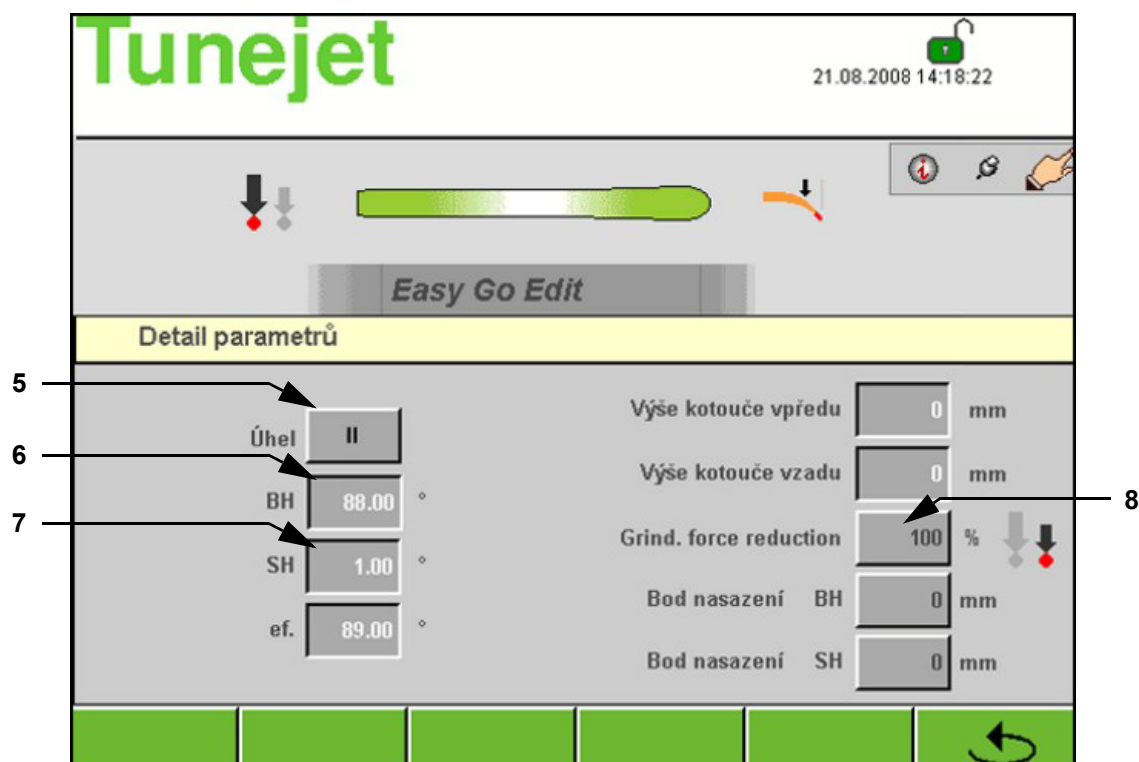 Tunejet
21.08.2008 14:18:22
Easy Go Edit
Detail parametrů
5
Úhel II
6
BH 88.00 °
7
SH 1.00 °
ef. 89.00 °
Výše kotouče vpředu 0 mm
Výše kotouče vzadu 0 mm
8
Grind. force reduction 100 %
Bod nasazení BH 0 mm
Bod nasazení SH 0 mm